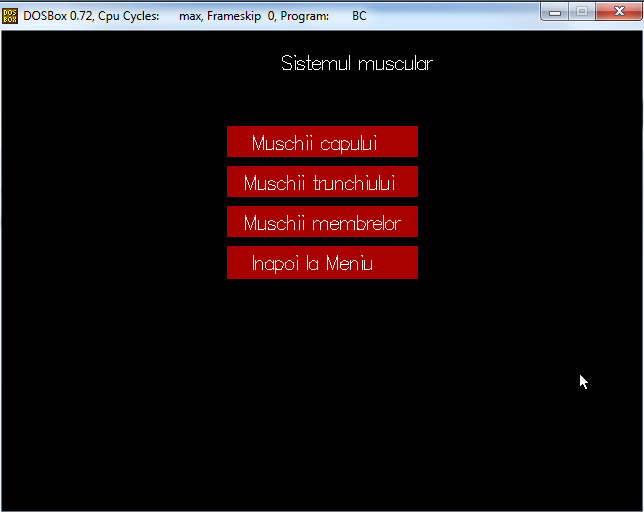 DOSBox 0.72, Cpu Cycles: max, Frameskip 0, Program: BC
Sistemul muscular
Muschii capului
Muschii trunchiului
Muschii membrelor
Inapoi la Meniu